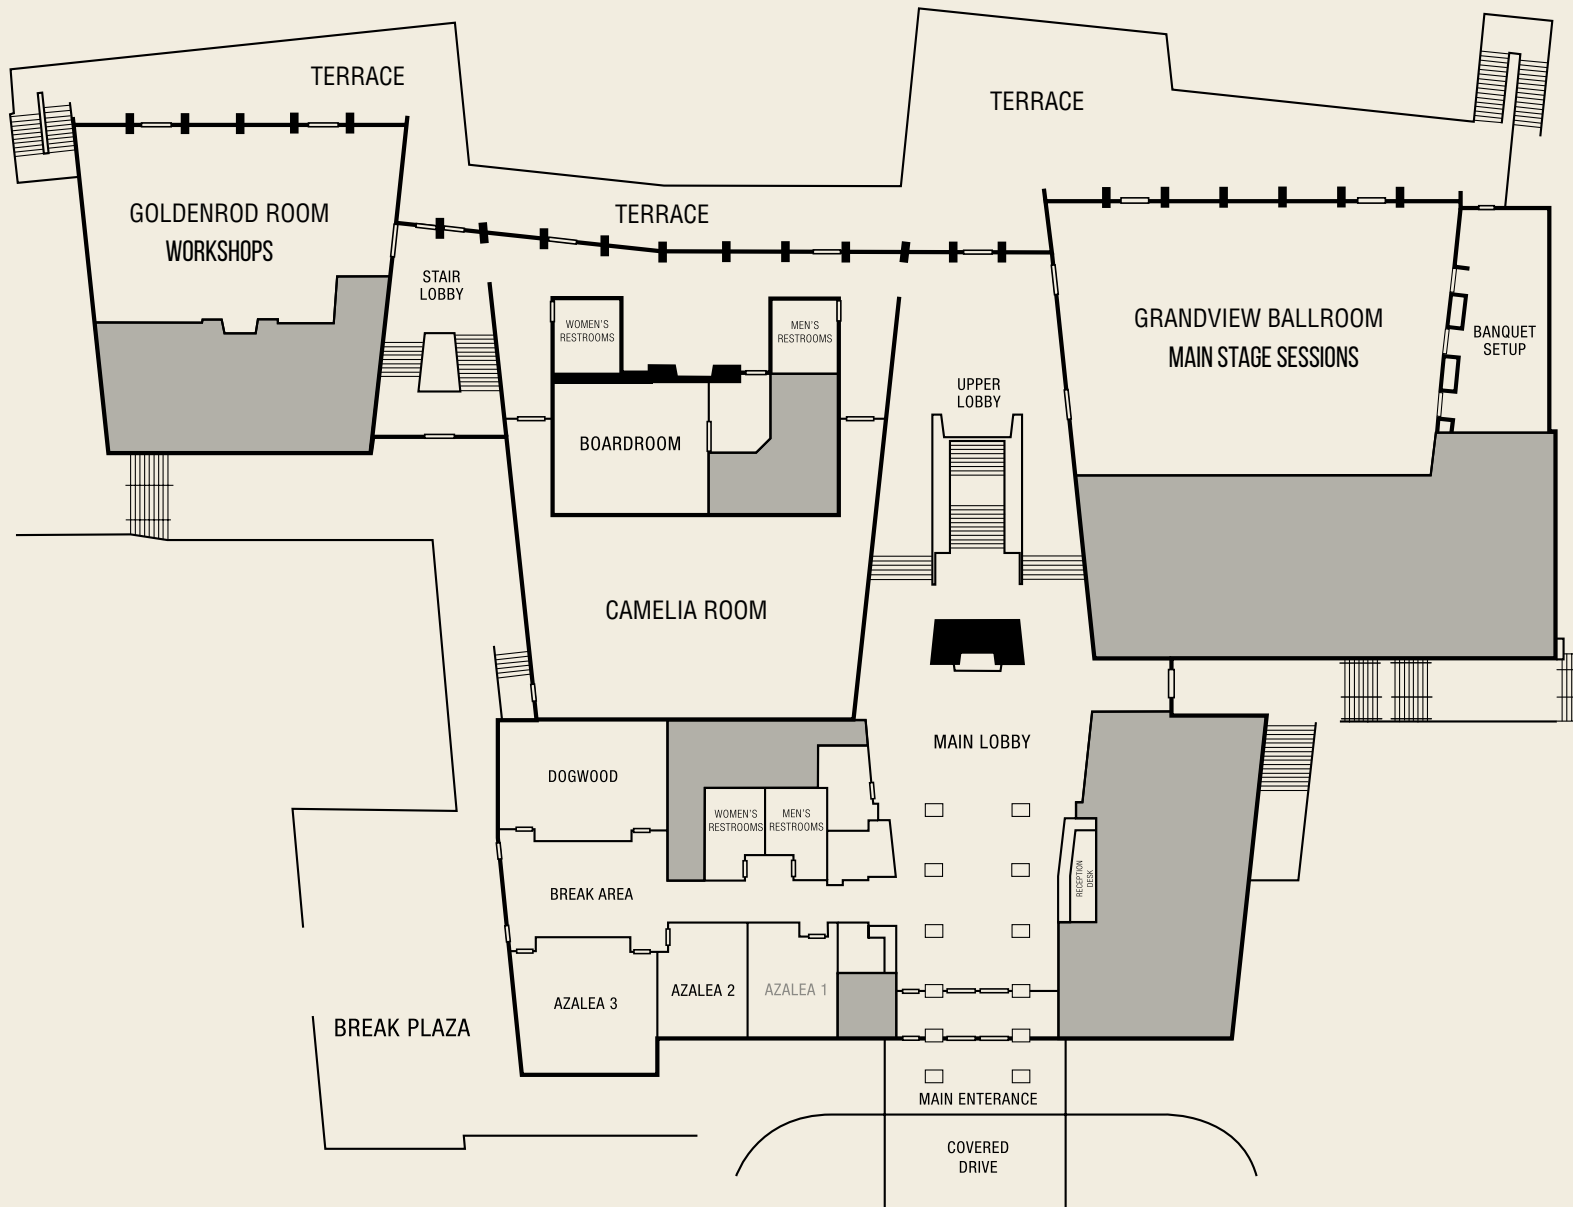 TERRACE
TERRACE
TERRACE
GOLDENROD ROOM
WORKSHOPS
STAIR
LOBBY
WOMEN'S
RESTROOMS
MEN'S
RESTROOMS
GRANDVIEW BALLROOM
MAIN STAGE SESSIONS
BANQUET
SETUP
UPPER
LOBBY
BOARDROOM
CAMELIA ROOM
MAIN LOBBY
DOGWOOD
WOMEN'S
RESTROOMS
MEN'S
RESTROOMS
RECEPTION
DESK
BREAK AREA
AZALEA 3
AZALEA 2
AZALEA 1
BREAK PLAZA
MAIN ENTRANCE
COVERED
DRIVE